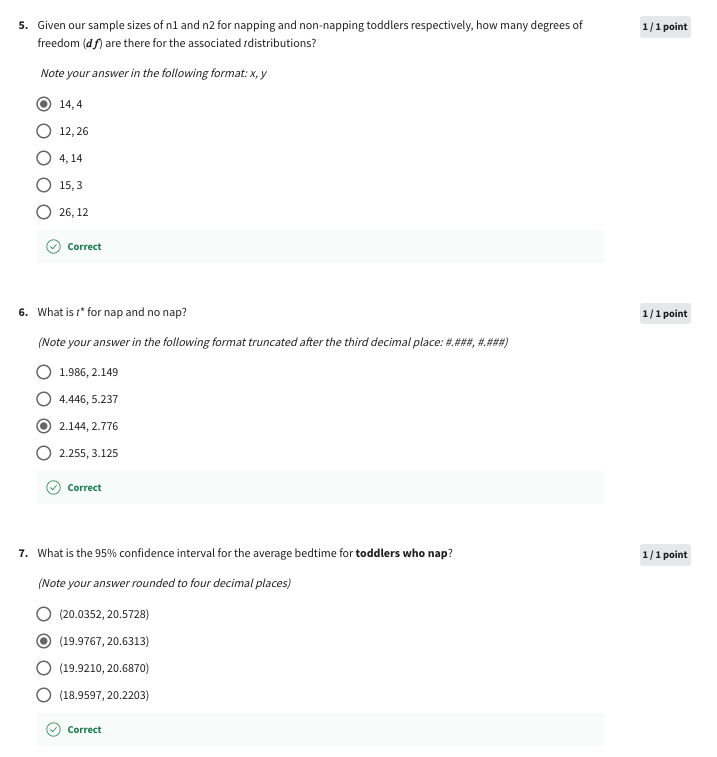 5. Given our sample sizes of n1 and n2 for napping and non-napping toddlers respectively, how many degrees of 1 / 1 point
freedom (df) are there for the associated tdistributions?
Note your answer in the following format: x, y
14, 4
12, 26
4, 14
15, 3
26, 12
Correct
6. What is t* for nap and no nap? 1 / 1 point
(Note your answer in the following format truncated after the third decimal place: #.###, #.###)
1.986, 2.149
4.446, 5.237
2.144, 2.776
2.255, 3.125
Correct
7. What is the 95% confidence interval for the average bedtime for toddlers who nap? 1 / 1 point
(Note your answer rounded to four decimal places)
(20.0352, 20.5728)
(19.9767, 20.6313)
(19.9210, 20.6870)
(18.9597, 20.2203)
Correct